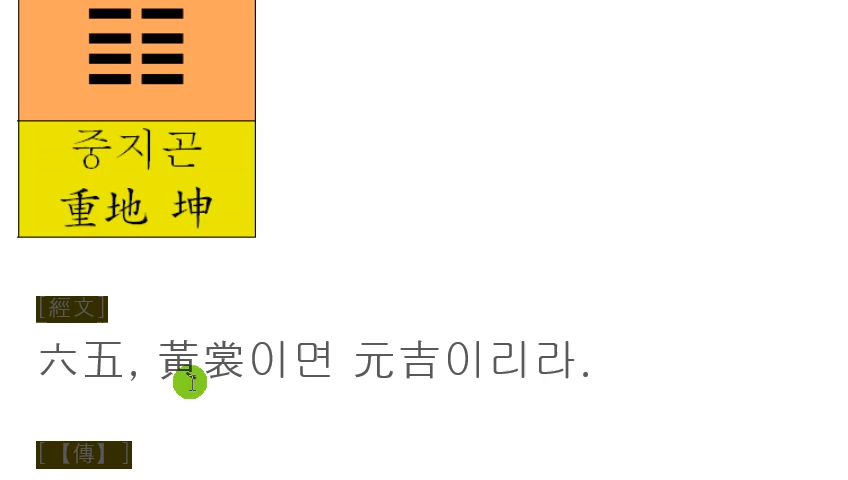 중지곤
重地 坤
[經文]
六五, 黃裳이면 元吉이리라.
[【傳】]